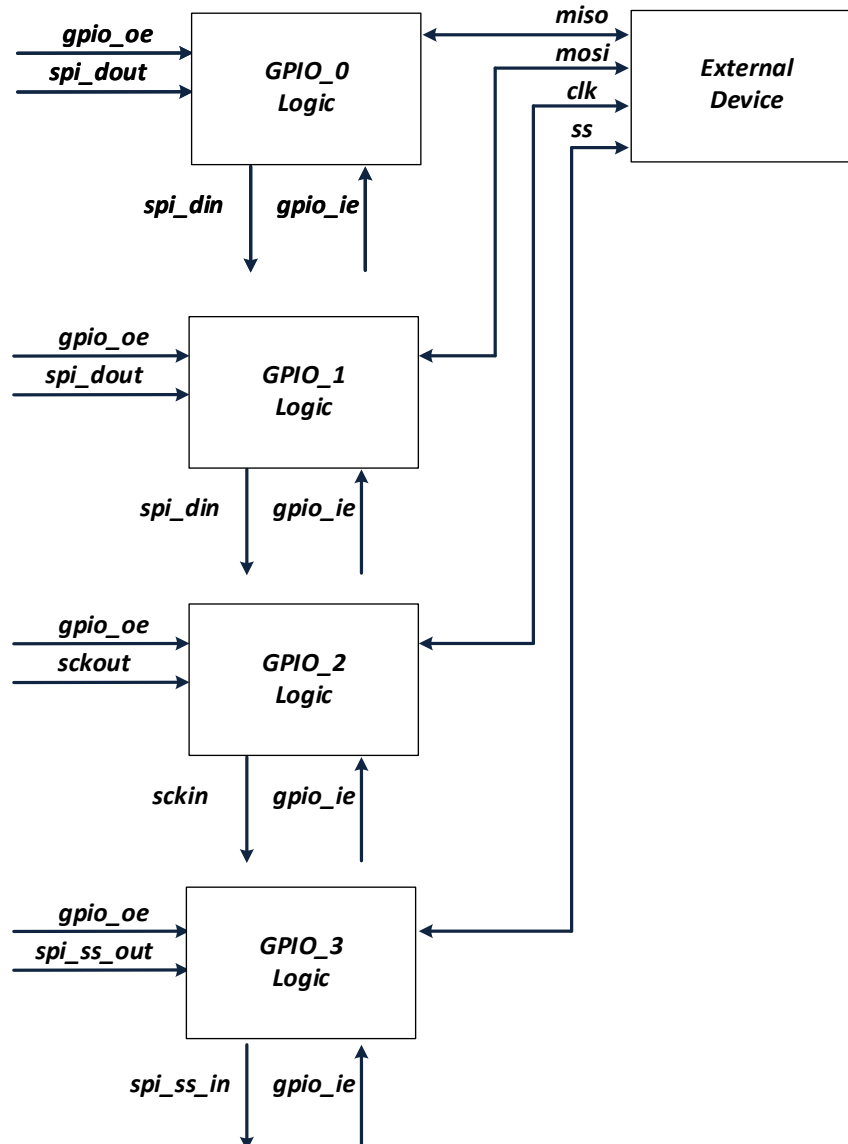 miso
gpio_oe
mosi
spi_dout
GPIO_0
Logic
External
Device
clk
ss
spi_din
gpio_ie
gpio_oe
spi_dout
GPIO_1
Logic
spi_din
gpio_ie
gpio_oe
sckout
GPIO_2
Logic
sckin
gpio_ie
gpio_oe
spi_ss_out
GPIO_3
Logic
spi_ss_in
gpio_ie